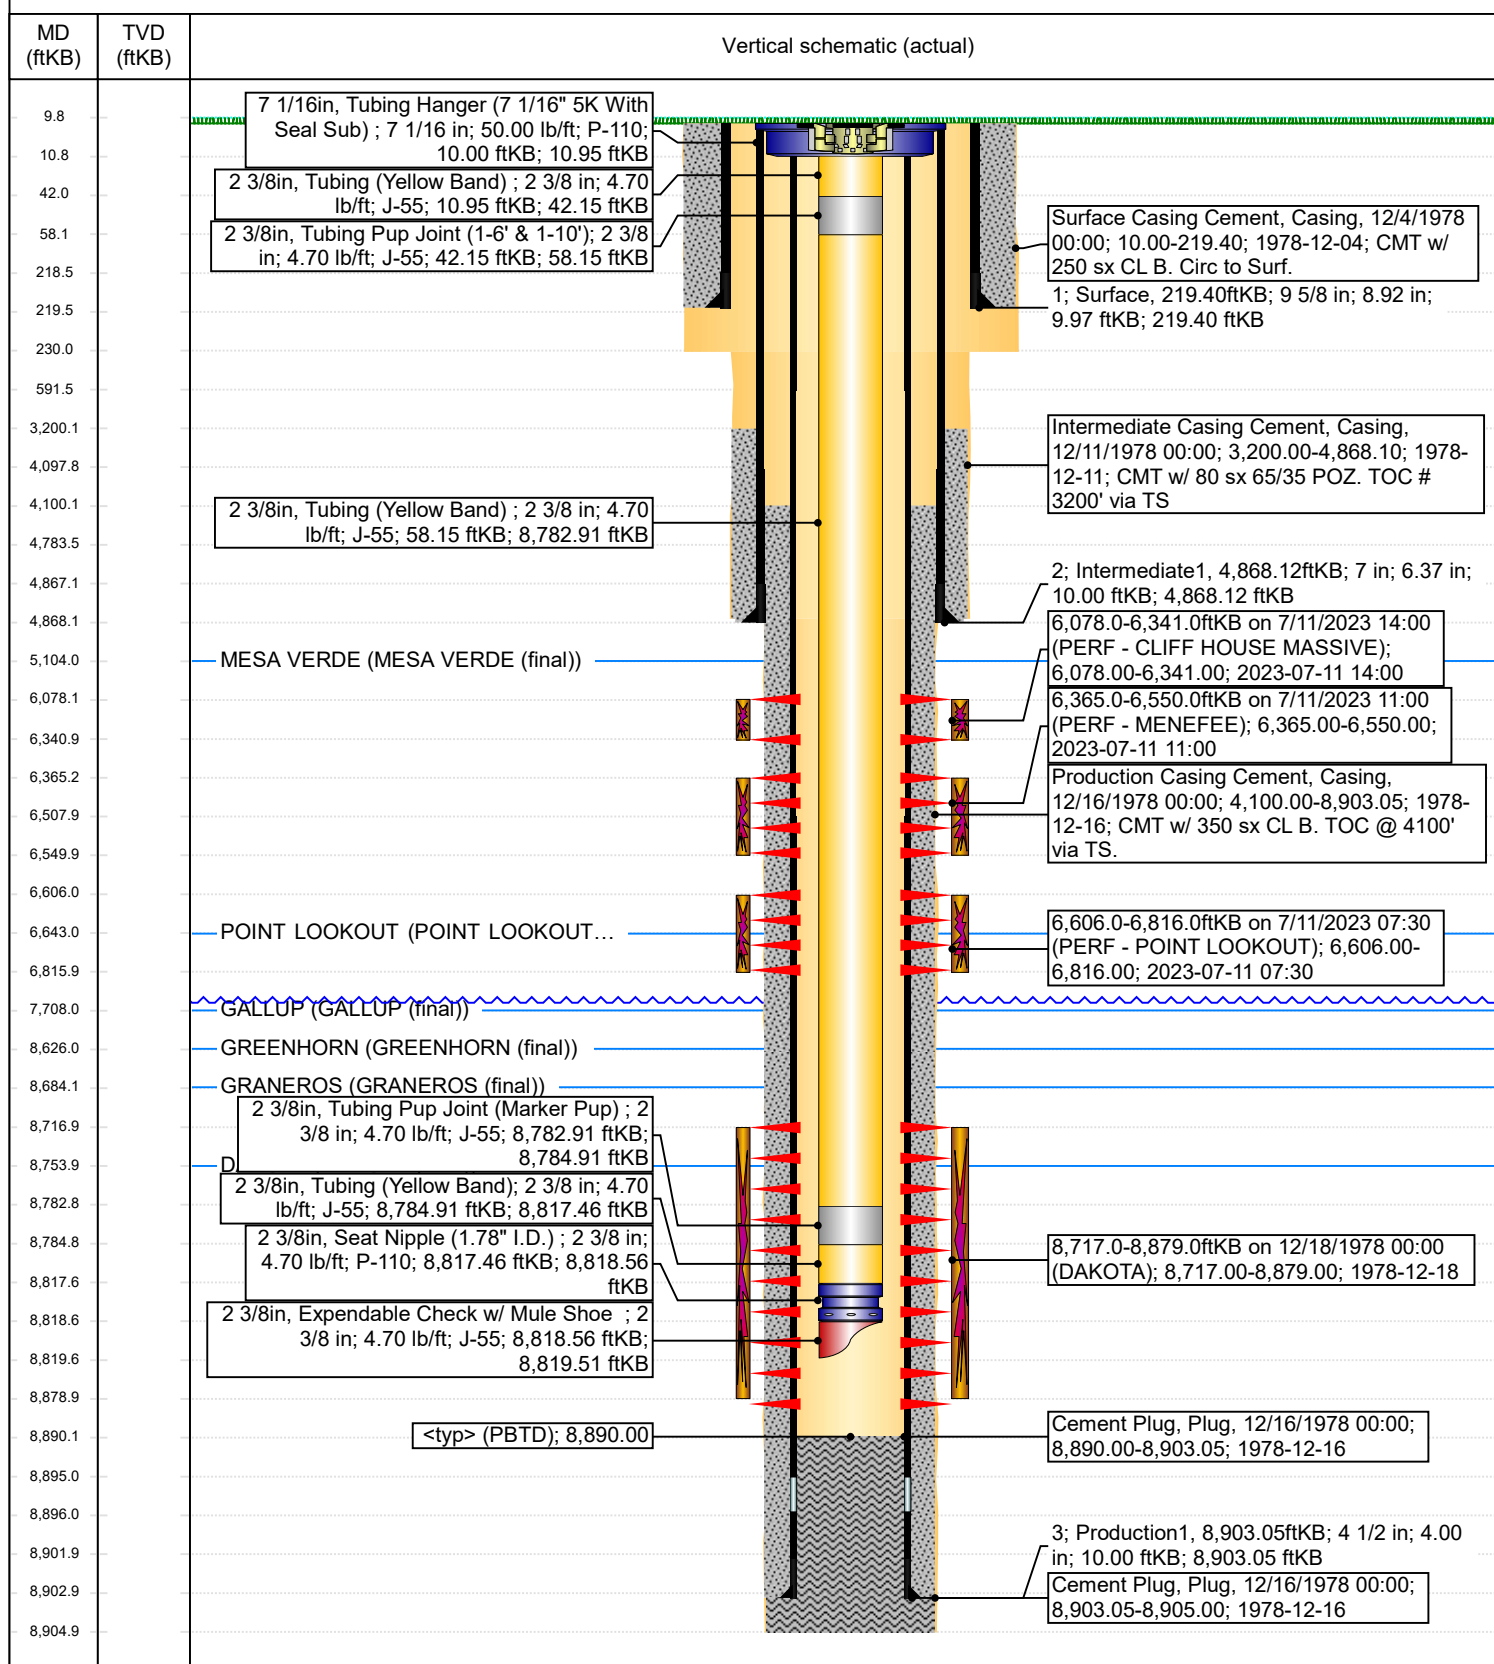 MD
(ftKB)
TVD
(ftKB)
Vertical schematic (actual)
9.8
10.8
42.0
58.1
218.5
219.5
230.0
591.5
3,200.1
4,097.8
4,100.1
4,783.5
4,867.1
4,868.1
5,104.0
6,078.1
6,340.9
6,365.2
6,507.9
6,549.9
6,606.0
6,643.0
6,815.9
7,708.0
8,626.0
8,684.1
8,716.9
8,753.9
8,782.8
8,784.8
8,817.6
8,818.6
8,819.6
8,878.9
8,890.1
8,895.0
8,896.0
8,901.9
8,902.9
8,904.9
7 1/16in, Tubing Hanger (7 1/16" 5K With
Seal Sub) ; 7 1/16 in; 50.00 lb/ft; P-110;
10.00 ftKB; 10.95 ftKB
2 3/8in, Tubing (Yellow Band) ; 2 3/8 in; 4.70
lb/ft; J-55; 10.95 ftKB; 42.15 ftKB
2 3/8in, Tubing Pup Joint (1-6' & 1-10'); 2 3/8
in; 4.70 lb/ft; J-55; 42.15 ftKB; 58.15 ftKB
2 3/8in, Tubing (Yellow Band) ; 2 3/8 in; 4.70
lb/ft; J-55; 58.15 ftKB; 8,782.91 ftKB
MESA VERDE (MESA VERDE (final))
POINT LOOKOUT (POINT LOOKOUT…
GALLUP (GALLUP (final))
GREENHORN (GREENHORN (final))
GRANEROS (GRANEROS (final))
2 3/8in, Tubing Pup Joint (Marker Pup) ; 2
3/8 in; 4.70 lb/ft; J-55; 8,782.91 ftKB;
8,784.91 ftKB
D
2 3/8in, Tubing (Yellow Band); 2 3/8 in; 4.70
lb/ft; J-55; 8,784.91 ftKB; 8,817.46 ftKB
2 3/8in, Seat Nipple (1.78" I.D.) ; 2 3/8 in;
4.70 lb/ft; P-110; 8,817.46 ftKB; 8,818.56
ftKB
2 3/8in, Expendable Check w/ Mule Shoe  ; 2
3/8 in; 4.70 lb/ft; J-55; 8,818.56 ftKB;
8,819.51 ftKB
<typ> (PBTD); 8,890.00
Surface Casing Cement, Casing, 12/4/1978
00:00; 10.00-219.40; 1978-12-04; CMT w/
250 sx CL B. Circ to Surf.
1; Surface, 219.40ftKB; 9 5/8 in; 8.92 in;
9.97 ftKB; 219.40 ftKB
Intermediate Casing Cement, Casing,
12/11/1978 00:00; 3,200.00-4,868.10; 1978-
12-11; CMT w/ 80 sx 65/35 POZ. TOC #
3200' via TS
2; Intermediate1, 4,868.12ftKB; 7 in; 6.37 in;
10.00 ftKB; 4,868.12 ftKB
6,078.0-6,341.0ftKB on 7/11/2023 14:00
(PERF - CLIFF HOUSE MASSIVE);
6,078.00-6,341.00; 2023-07-11 14:00
6,365.0-6,550.0ftKB on 7/11/2023 11:00
(PERF - MENEFEE); 6,365.00-6,550.00;
2023-07-11 11:00
Production Casing Cement, Casing,
12/16/1978 00:00; 4,100.00-8,903.05; 1978-
12-16; CMT w/ 350 sx CL B. TOC @ 4100'
via TS.
6,606.0-6,816.0ftKB on 7/11/2023 07:30
(PERF - POINT LOOKOUT); 6,606.00-
6,816.00; 2023-07-11 07:30
8,717.0-8,879.0ftKB on 12/18/1978 00:00
(DAKOTA); 8,717.00-8,879.00; 1978-12-18
Cement Plug, Plug, 12/16/1978 00:00;
8,890.00-8,903.05; 1978-12-16
3; Production1, 8,903.05ftKB; 4 1/2 in; 4.00
in; 10.00 ftKB; 8,903.05 ftKB
Cement Plug, Plug, 12/16/1978 00:00;
8,903.05-8,905.00; 1978-12-16